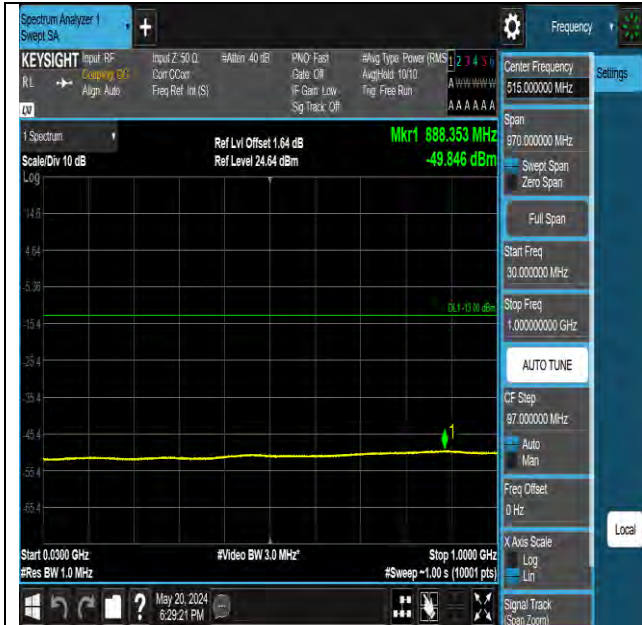 Spectrum Analyzer 1
Swept SA
+
Frequency
Settings
KEYSIGHT
RL
Input: RF
Coupling: DC
Align: Auto
Input Z: 50 Ω
Corr CCorr
Freq Ref: Int (S)
#Atten: 40 dB
PNO: Fast
Gate: Off
IF Gain: Low
Sig Track: Off
#Avg Type: Power (RMS)
Avg|Hold: 10/10
Trig: Free Run
1 2 3 4 5 6
A W W W W W
A A A A A A
1 Spectrum
Scale/Div 10 dB
Log
Ref Lvl Offset 1.64 dB
Ref Level 24.64 dBm
Mkr1 888.353 MHz
-49.846 dBm
14.6
4.64
-5.36
DL1 -13.00 dBm
-15.4
-25.4
-35.4
-45.4
1
-55.4
-65.4
Start 0.0300 GHz
#Video BW 3.0 MHz*
Stop 1.0000 GHz
#Res BW 1.0 MHz
#Sweep ~1.00 s (10001 pts)
May 20, 2024
6:29:21 PM
?
Center Frequency
515.000000 MHz
Span
970.000000 MHz
Swept Span
Zero Span
Full Span
Start Freq
30.000000 MHz
Stop Freq
1.000000000 GHz
AUTO TUNE
CF Step
97.000000 MHz
Auto
Man
Freq Offset
0 Hz
X Axis Scale
Log
Lin
Signal Track
(Span Zoom)
Local